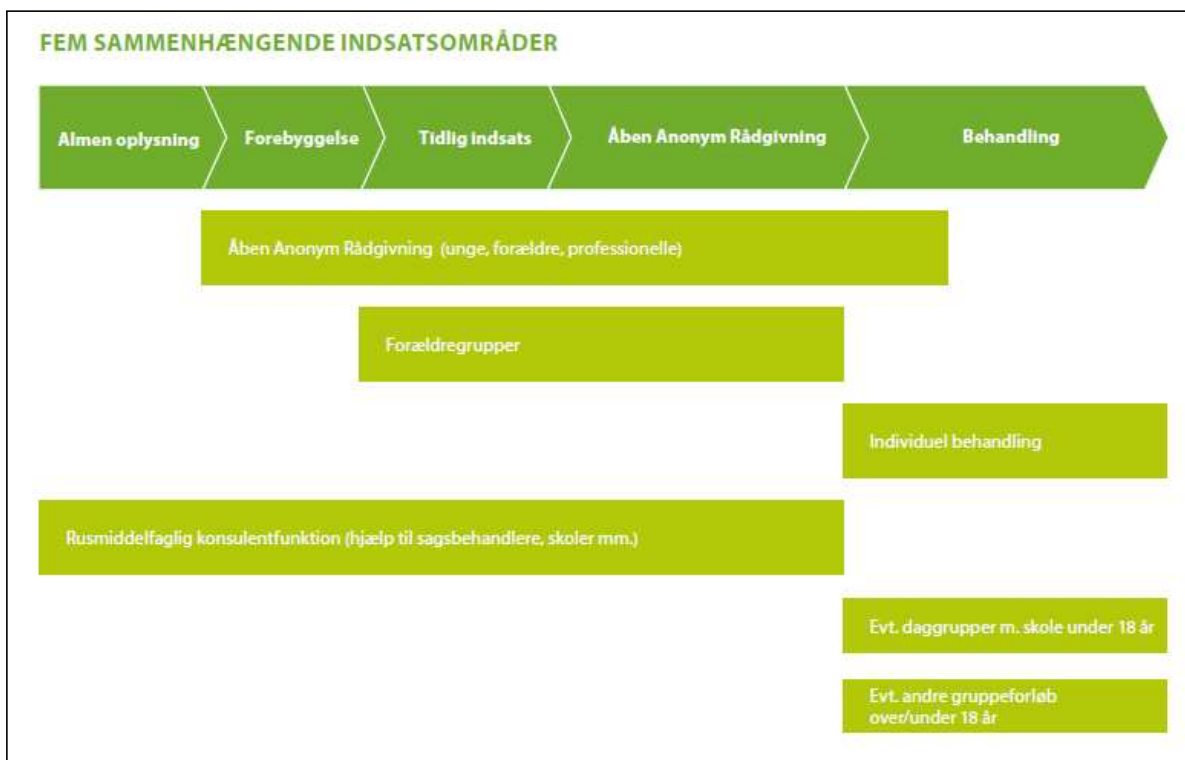 FEM SAMMENHÆNGENDE INDSATSOMRÅDER
Almen oplysning
Forebyggelse
Tidlig indsats
Åben Anonym Rådgivning
Behandling
Åben Anonym Rådgivning (unge, forældre, professionelle)
Forældregrupper
Individuel behandling
Rusmiddelfaglig konsulentfunktion (hjælp til sagsbehandlere, skoler mm.)
Evt. daggrupper m. skole under 18 år
Evt. andre gruppeforløb
over/under 18 år